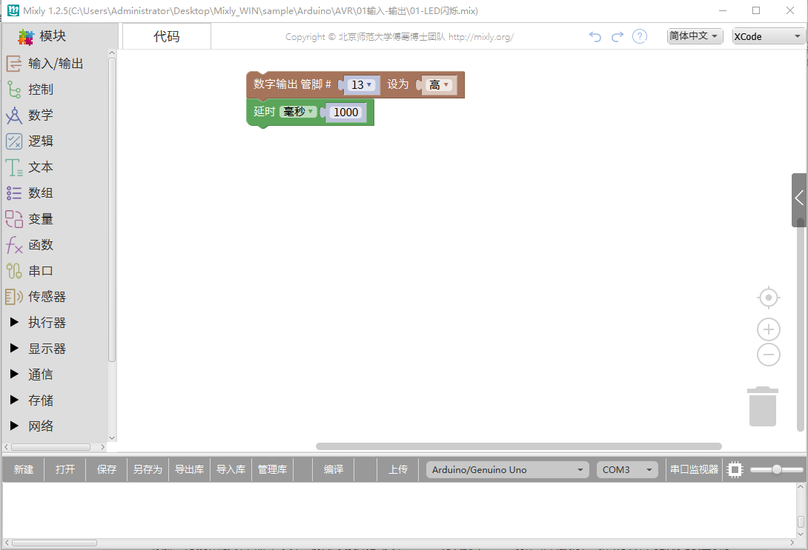 Mixly 1.2.5(C:\Users\Administrator\Desktop\Mixly_WIN\sample\Arduino\AVR\01输入-输出\01-LED闪烁.mix)
模块
代码
Copyright © 北京师范大学傅骞博士团队 http://mixly.org/
?
简体中文
XCode
输入/输出
控制
数学
逻辑
文本
数组
变量
函数
串口
传感器
执行器
显示器
通信
存储
网络
数字输出 管脚 # 13 设为 高
延时 毫秒 1000
新建 打开 保存 另存为 导出库 导入库 管理库 编译 上传 Arduino/Genuino Uno COM3 串口监视器